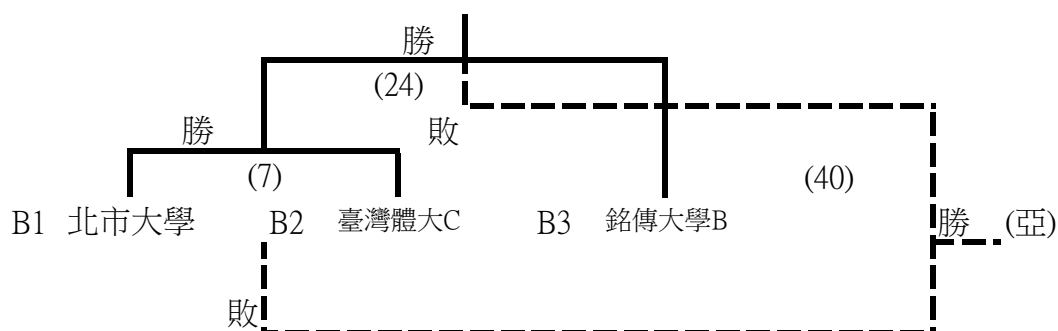 勝
(24)
敗
勝
(7)
(40)
B1 北市大學 B2 臺灣體大C B3 銘傳大學B
勝 (亞)
敗